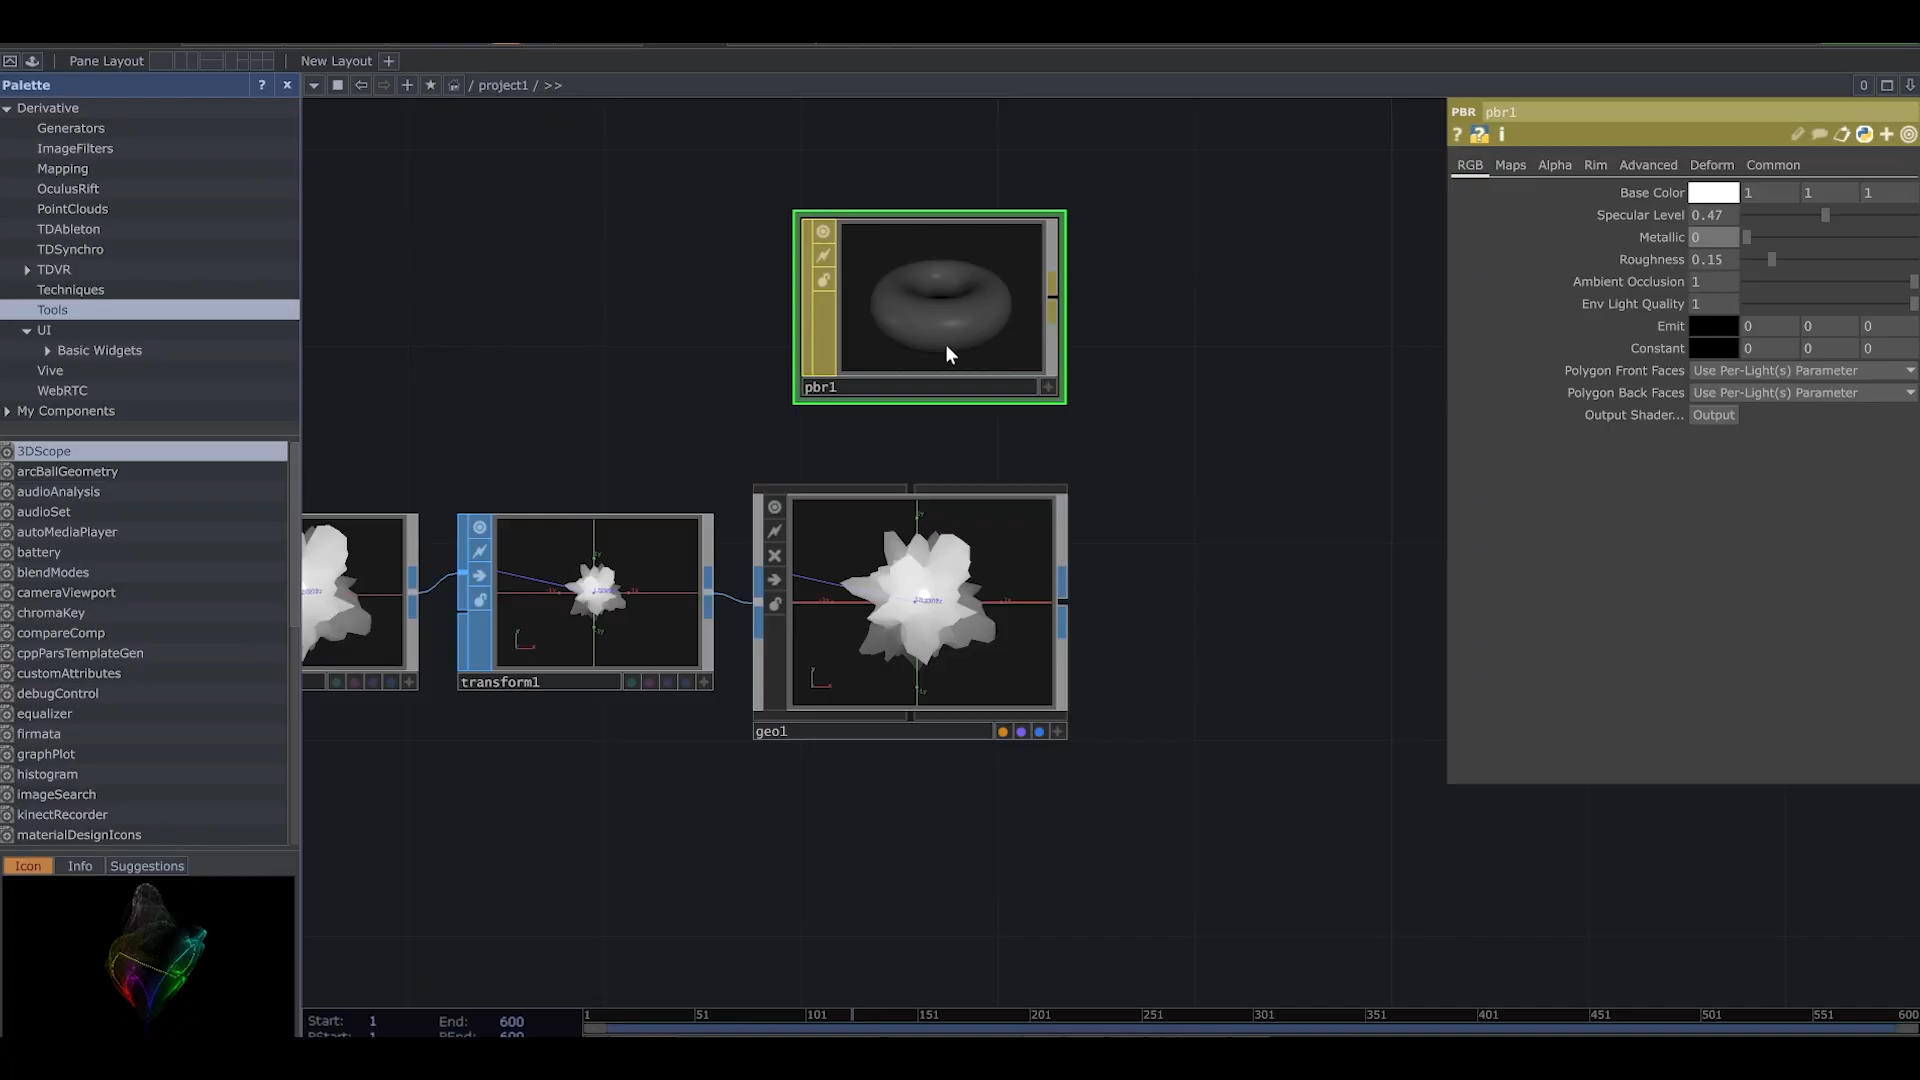 Pane Layout
New Layout +
Palette ? x
/ project1 / >>
0
Derivative
Generators
ImageFilters
Mapping
OculusRift
PointClouds
TDAbleton
TDSynchro
TDVR
Techniques
Tools
UI
Basic Widgets
Vive
WebRTC
My Components
3DScope
arcBallGeometry
audioAnalysis
audioSet
autoMediaPlayer
battery
blendModes
cameraViewport
chromaKey
compareComp
cppParsTemplateGen
customAttributes
debugControl
equalizer
firmata
graphPlot
histogram
imageSearch
kinectRecorder
materialDesignIcons
Icon Info Suggestions
pbr1
transform1
geo1
PBR pbr1
? ? i
RGB Maps Alpha Rim Advanced Deform Common
Base Color 1 1 1
Specular Level 0.47
Metallic 0
Roughness 0.15
Ambient Occlusion 1
Env Light Quality 1
Emit 0 0 0
Constant 0 0 0
Polygon Front Faces Use Per-Light(s) Parameter
Polygon Back Faces Use Per-Light(s) Parameter
Output Shader... Output
Start: 1 End: 600
1 51 101 151 201 251 301 351 401 451 501 551 600